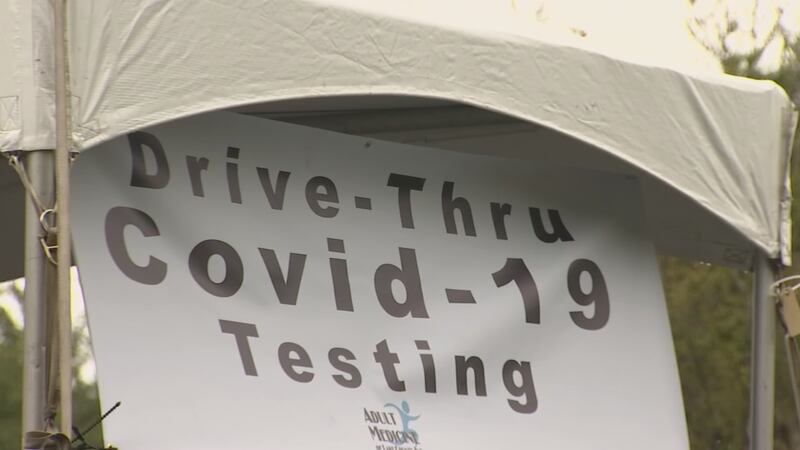 Drive-Thru
Covid-19
Testing
ADULT
MEDICINE